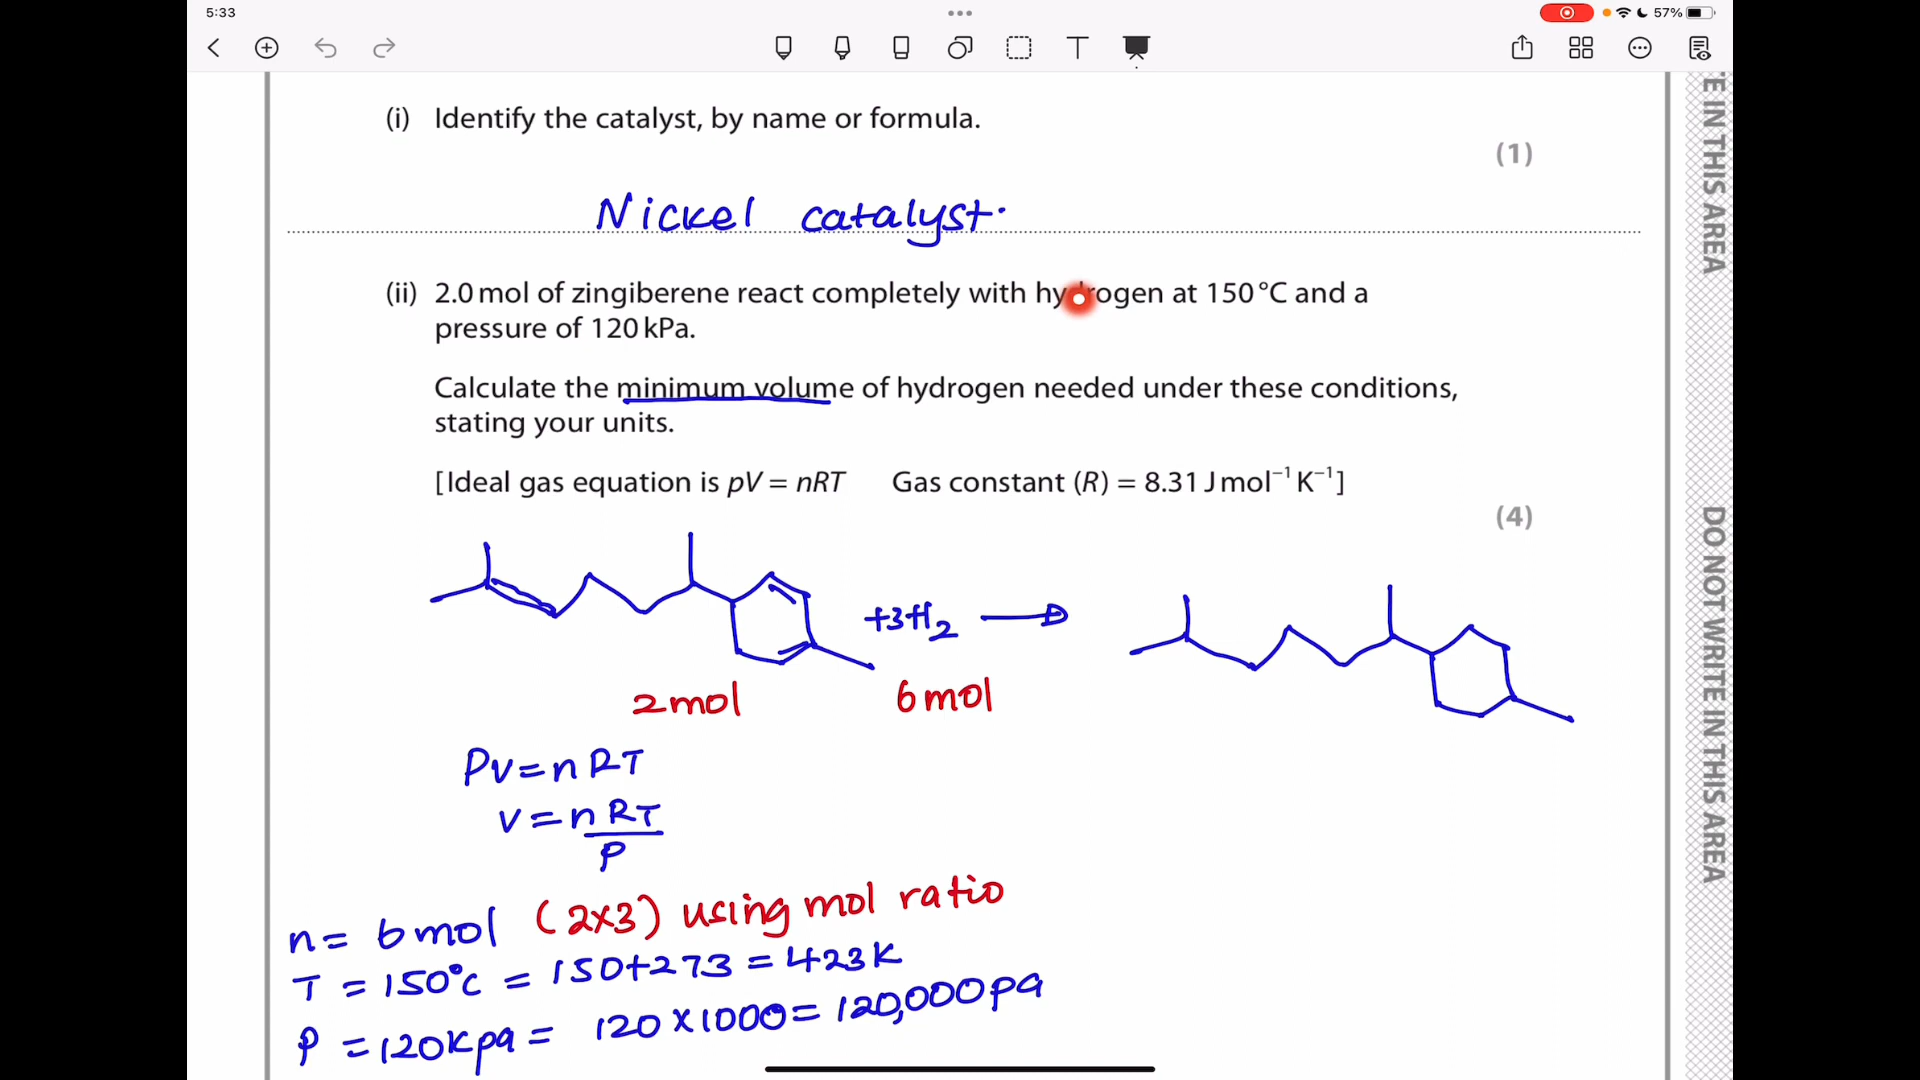 5:33
57%
(i) Identify the catalyst, by name or formula.
(1)
Nickel catalyst.
(ii) 2.0 mol of zingiberene react completely with hydrogen at 150 °C and a
pressure of 120 kPa.
Calculate the minimum volume of hydrogen needed under these conditions,
stating your units.
[Ideal gas equation is pV = nRT Gas constant (R) = 8.31 J mol⁻¹ K⁻¹]
(4)
+3H₂
2mol 6mol
PV=nRT
V=nRT
P
n= 6mol (2×3) using mol ratio
T = 150°C = 150+273 = 423K
P =120Kpa = 120×1000= 120,000pa
E IN THIS AREA
DO NOT WRITE IN THIS AREA